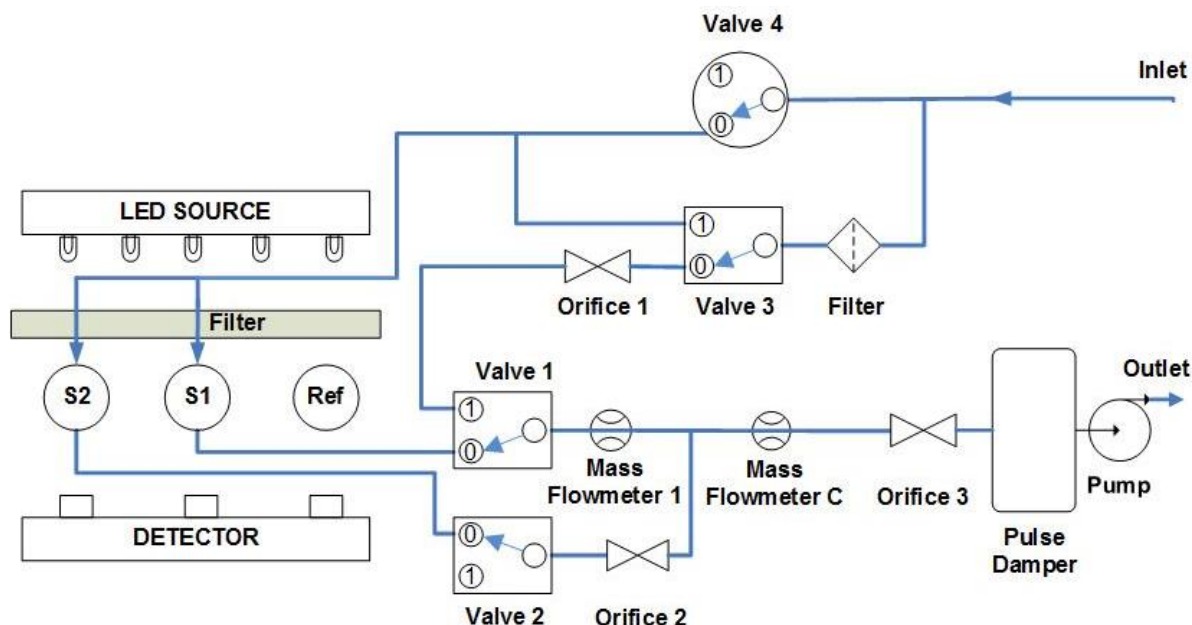 Valve 4
1
Inlet
0
LED SOURCE
1
0
Orifice 1
Valve 3
Filter
Filter
S2
S1
Ref
Valve 1
1
0
Outlet
Mass
Flowmeter 1
Mass
Flowmeter C
Orifice 3
Pump
DETECTOR
0
1
Valve 2
Orifice 2
Pulse
Damper